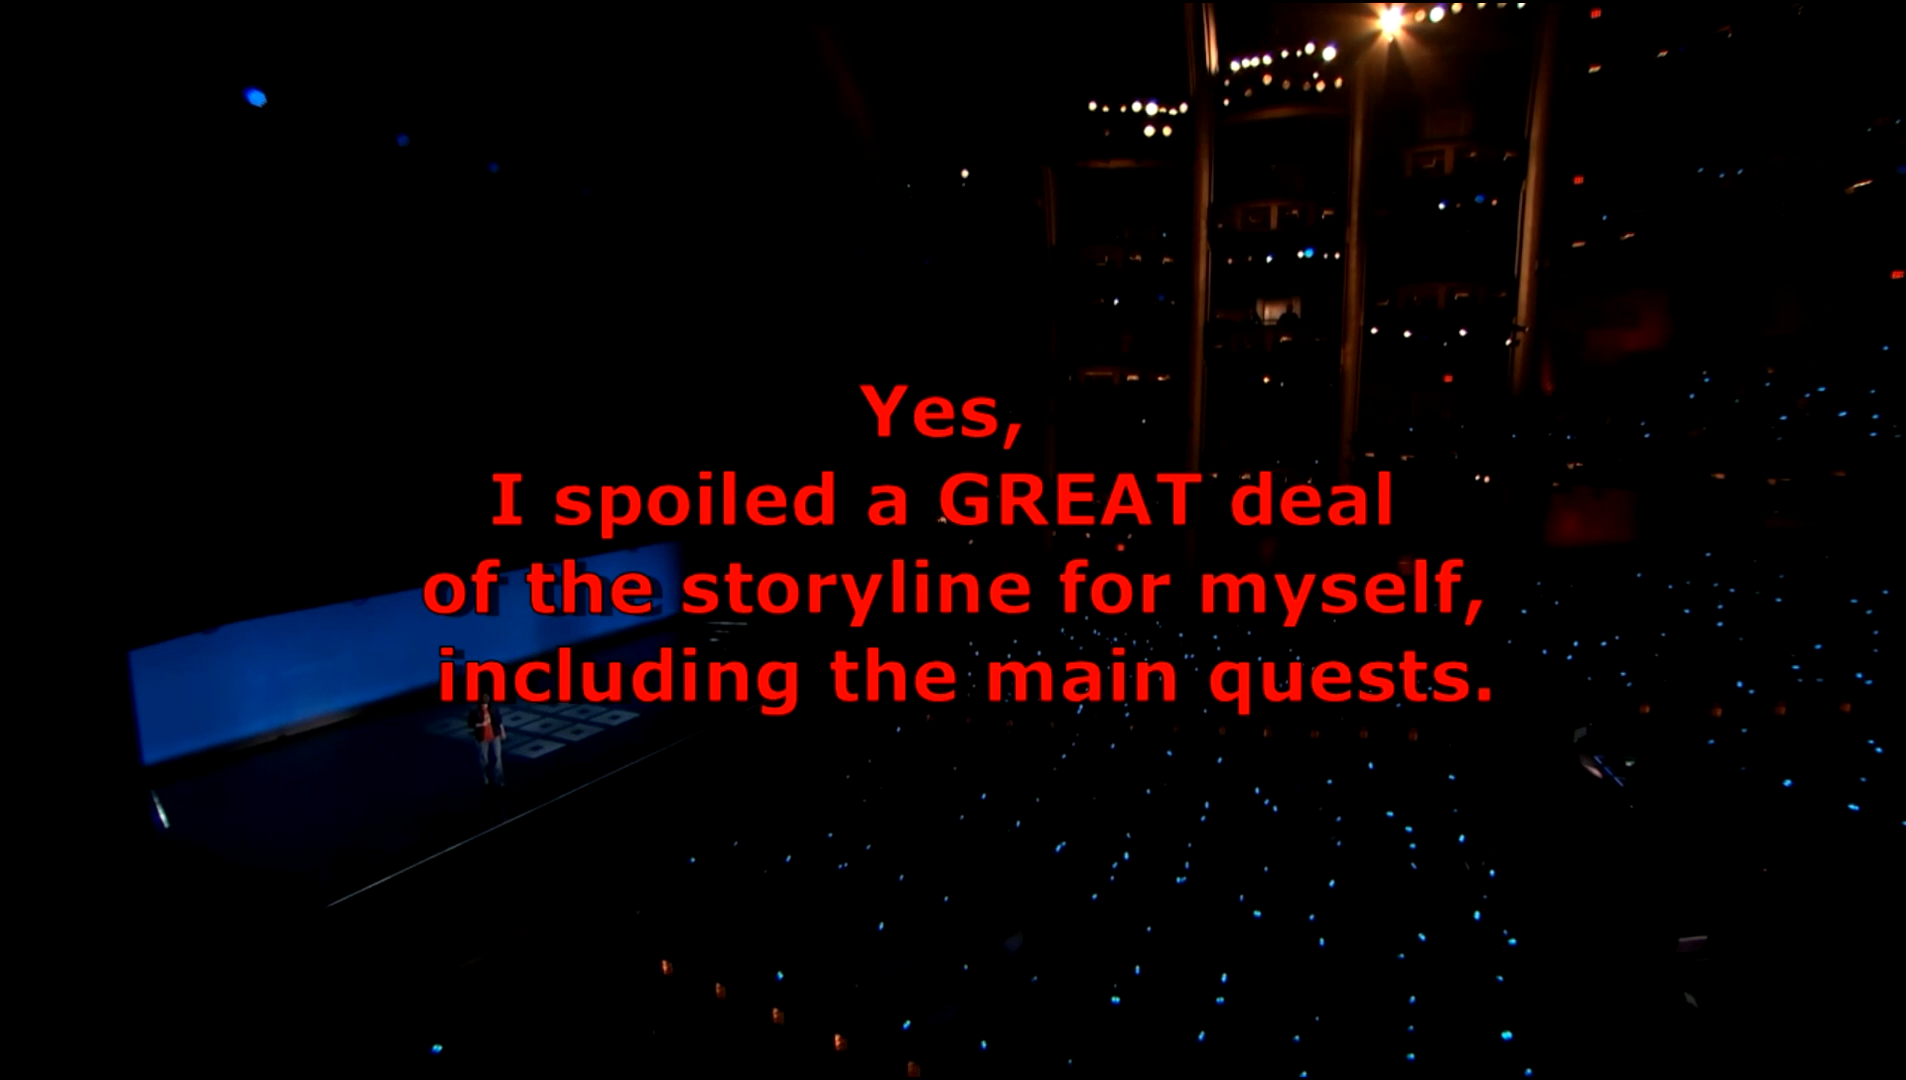 Yes,
I spoiled a GREAT deal
of the storyline for myself,
including the main quests.